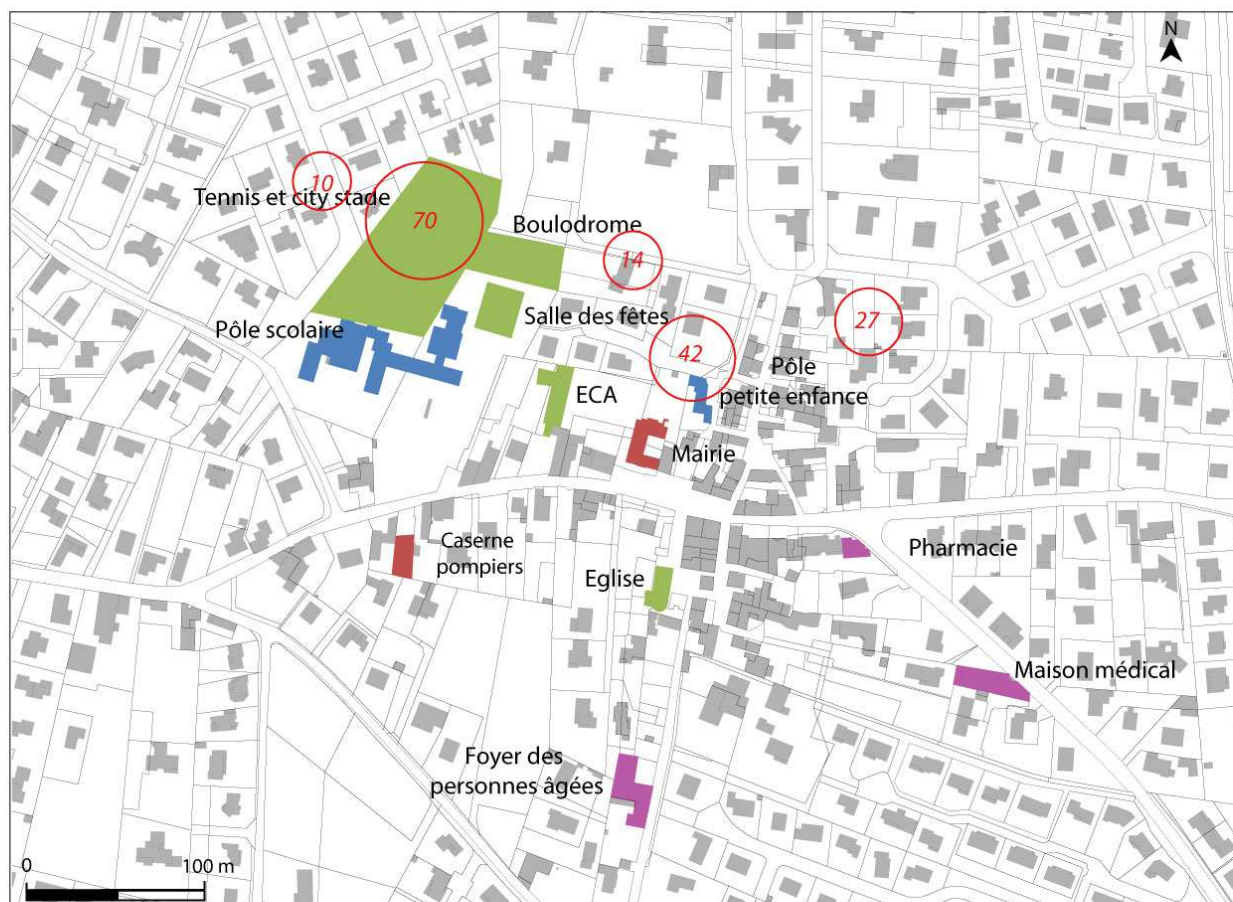 N
10
Tennis et city stade
70
Boulodrome
14
Salle des fêtes
27
Pôle scolaire
42
Pôle
petite enfance
ECA
Mairie
Caserne
pompiers
Pharmacie
Eglise
Maison médical
Foyer des
personnes âgées
0
100 m